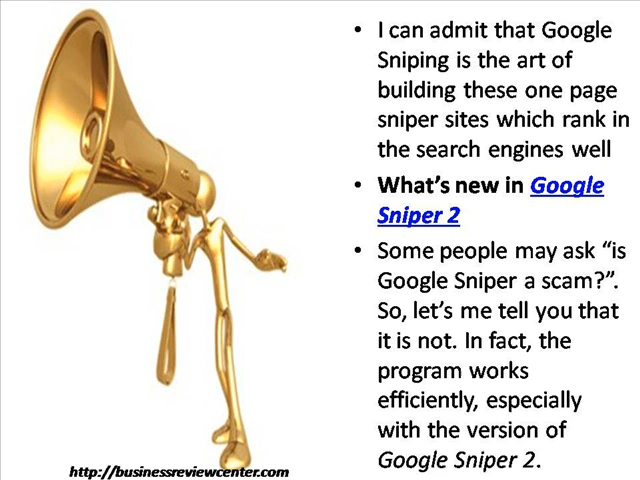 • I can admit that Google
Sniping is the art of
building these one page
sniper sites which rank in
the search engines well
• What's new in Google
Sniper 2
• Some people may ask “is
Google Sniper a scam?”.
So, let's me tell you that
it is not. In fact, the
program works
efficiently, especially
with the version of
Google Sniper 2.
http://businessreviewcenter.com